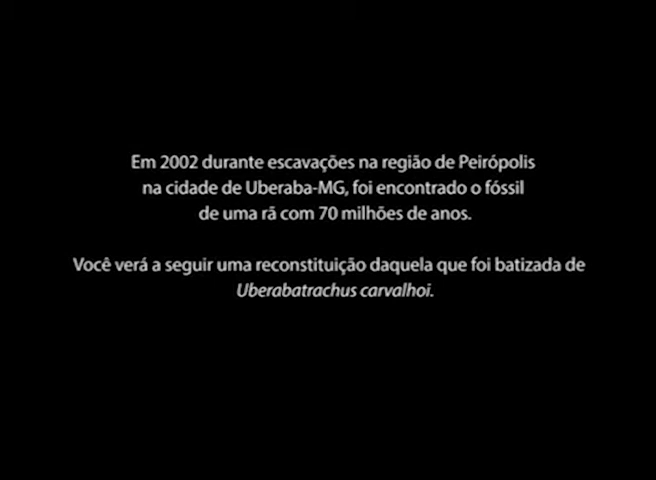 Em 2002 durante escavações na região de Peirópolis
na cidade de Uberaba-MG, foi encontrado o fóssil
de uma rã com 70 milhões de anos.
Você verá a seguir uma reconstituição daquela que foi batizada de
Uberabatrachus carvalhoi.